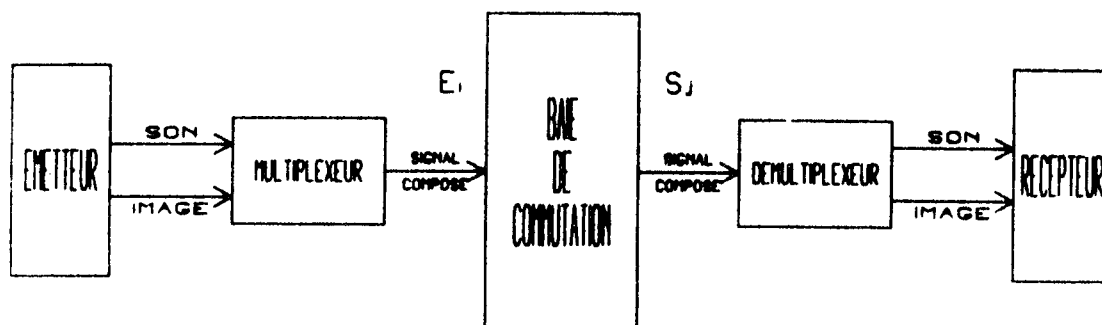 EMETTEUR
SON
IMAGE
MULTIPLEXEUR
SIGNAL
COMPOSE
Ei
BAIE
DE
COMMUTATION
Sj
SIGNAL
COMPOSE
DEMULTIPLEXEUR
SON
IMAGE
RECEPTEUR